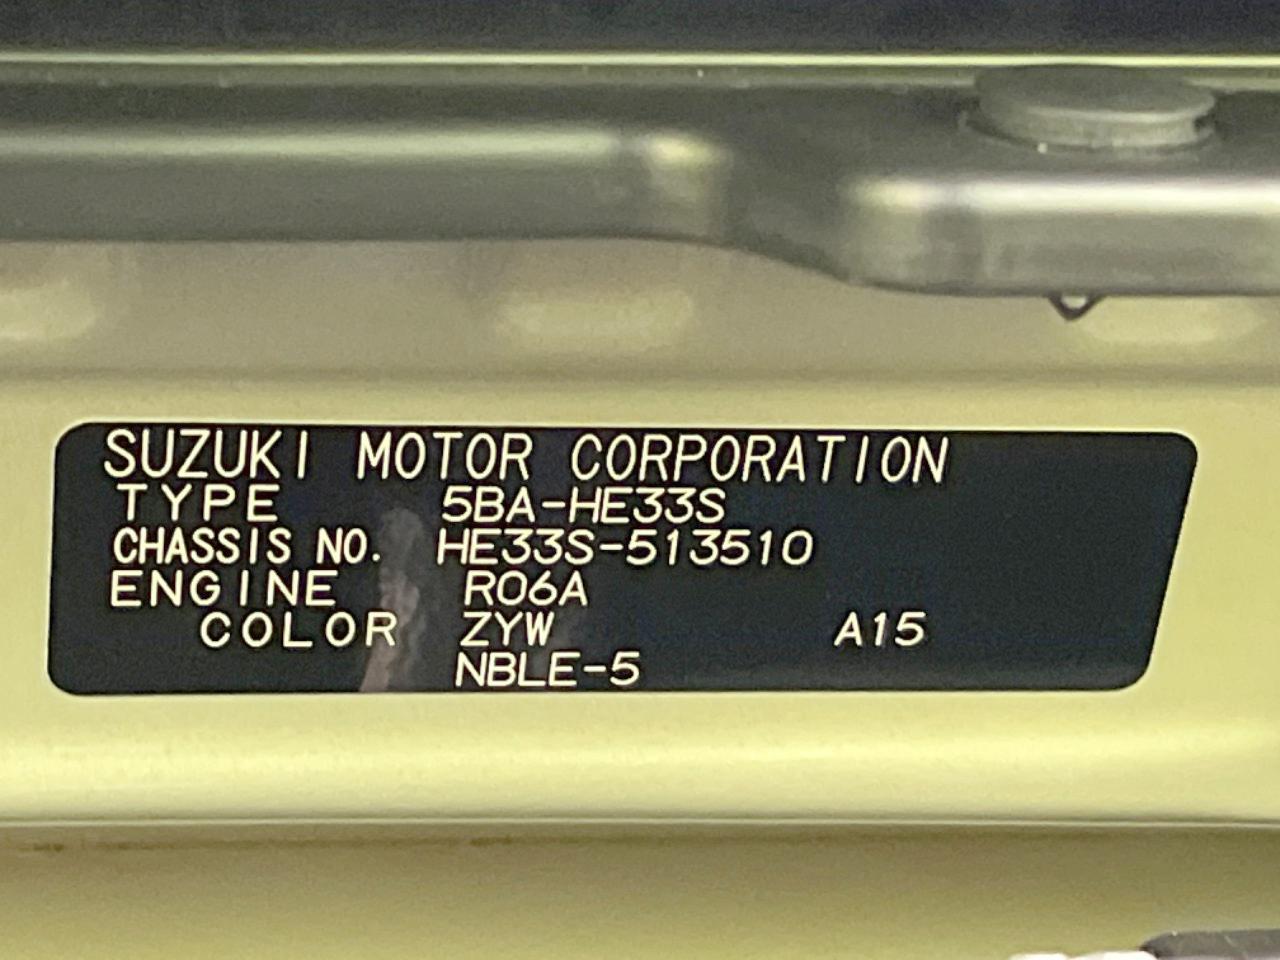 SUZUKI MOTOR CORPORATION
TYPE 5BA-HE33S
CHASSIS NO. HE33S-513510
ENGINE R06A
COLOR ZYW A15
NBLE-5